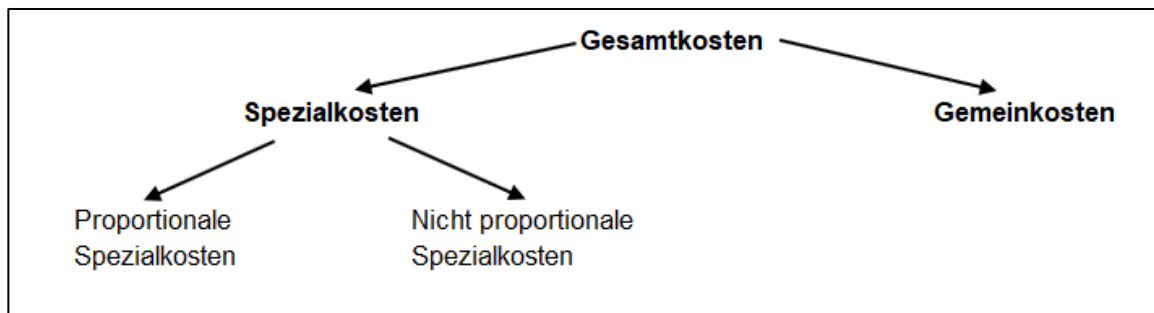 Gesamtkosten
Spezialkosten
Gemeinkosten
Proportionale
Spezialkosten
Nicht proportionale
Spezialkosten